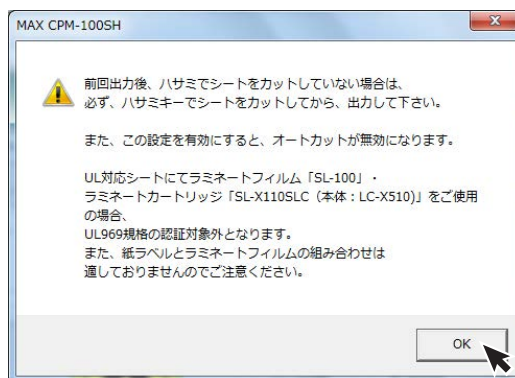 MAX CPM-100SH
前回出力後、ハサミでシートをカットしていない場合は、
必ず、ハサミキーでシートをカットしてから、出力して下さい。
また、この設定を有効にすると、オートカットが無効になります。
UL対応シートにてラミネートフィルム「SL-100」・
ラミネートカートリッジ「SL-X110SLC（本体：LC-X510)」をご使用
の場合、
UL969規格の認証対象外となります。
また、紙ラベルとラミネートフィルムの組み合わせは
適しておりませんのでご注意ください。
OK